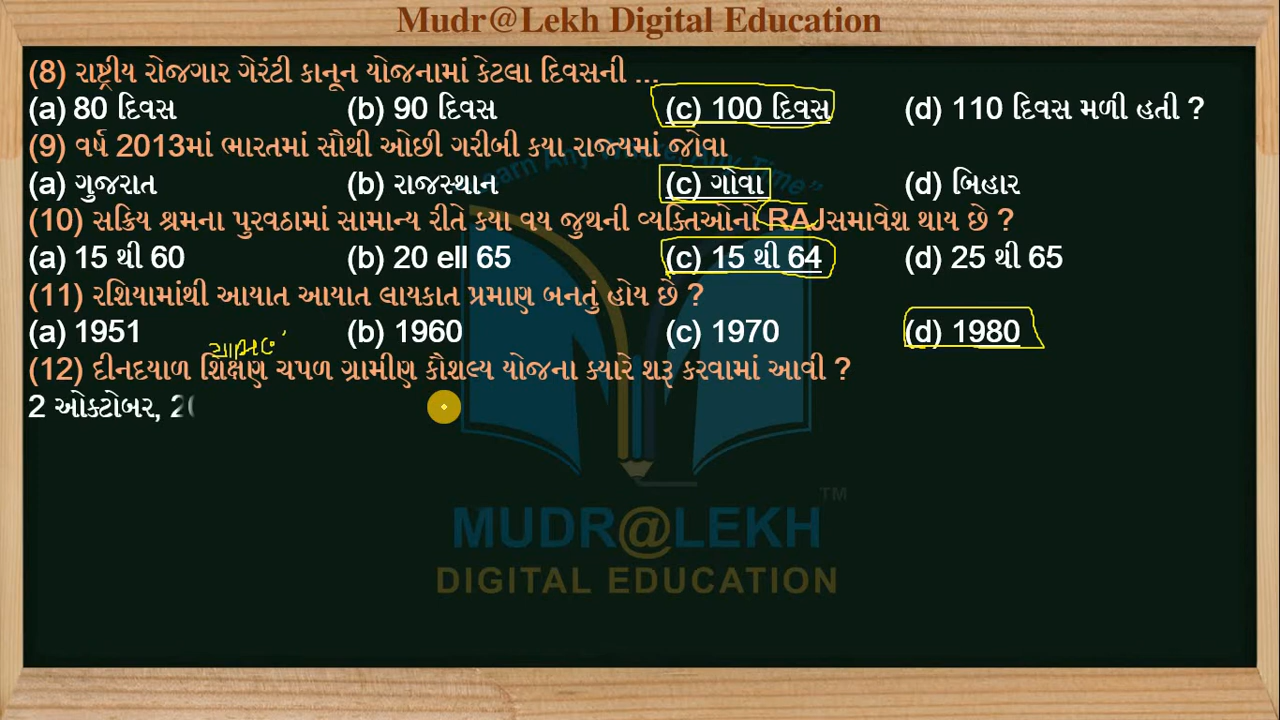 Mudr@Lekh Digital Education
(8) રાષ્ટ્રીય રોજગાર ગેરંટી કાનૂન યોજનામાં કેટલા દિવસની ...
(a) 80 દિવસ (b) 90 દિવસ (c) 100 દિવસ (d) 110 દિવસ મળી હતી ?
(9) વર્ષ 2013માં ભારતમાં સૌથી ઓછી ગરીબી કયા રાજ્યમાં જોવા
(a) ગુજરાત (b) રાજસ્થાન (c) ગોવા (d) બિહાર
(10) સક્રિય શ્રમના પુરવઠામાં સામાન્ય રીતે કયા વય જુથની વ્યક્તિઓનો RAJસમાવેશ થાય છે ?
(a) 15 થી 60 (b) 20 ell 65 (c) 15 થી 64 (d) 25 થી 65
(11) રશિયામાંથી આયાત આયાત લાયકાત પ્રમાણ બનતું હોય છે ?
(a) 1951 (b) 1960 (c) 1970 (d) 1980
(12) દીનદયાળ શિક્ષણ ચપળ ગ્રામીણ કૌશલ્ય યોજના ક્યારે શરૂ કરવામાં આવી ?
2 ઓક્ટોબર, 20
MUDR@LEKH
TM
DIGITAL EDUCATION